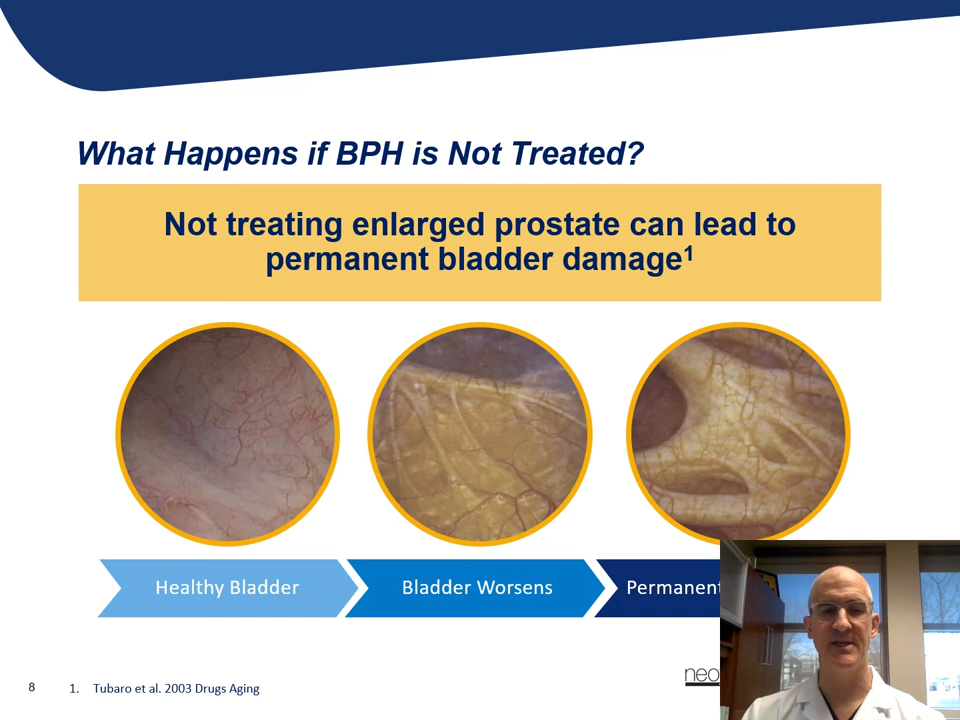 What Happens if BPH is Not Treated?
Not treating enlarged prostate can lead to
permanent bladder damage¹
Healthy Bladder
Bladder Worsens
Permanent
8
1. Tubaro et al. 2003 Drugs Aging
neo